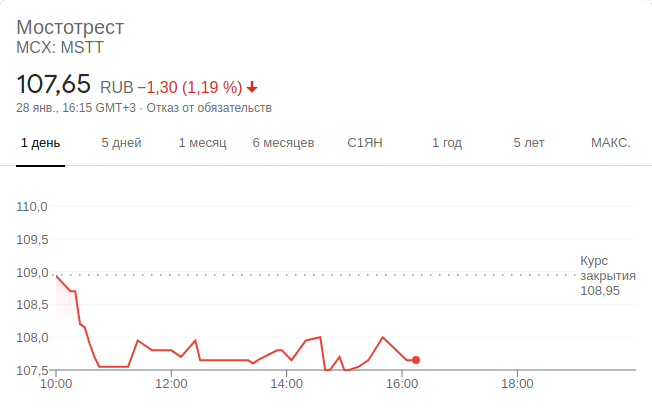 Мостотрест
MCX: MSTT
107,65 RUB −1,30 (1,19 %)
28 янв., 16:15 GMT+3 · Отказ от обязательств
1 день 5 дней 1 месяц 6 месяцев С1ЯН 1 год 5 лет МАКС.
110,0
109,5
Курс
109,0 закрытия
108,95
108,5
108,0
107,5
10:00 12:00 14:00 16:00 18:00